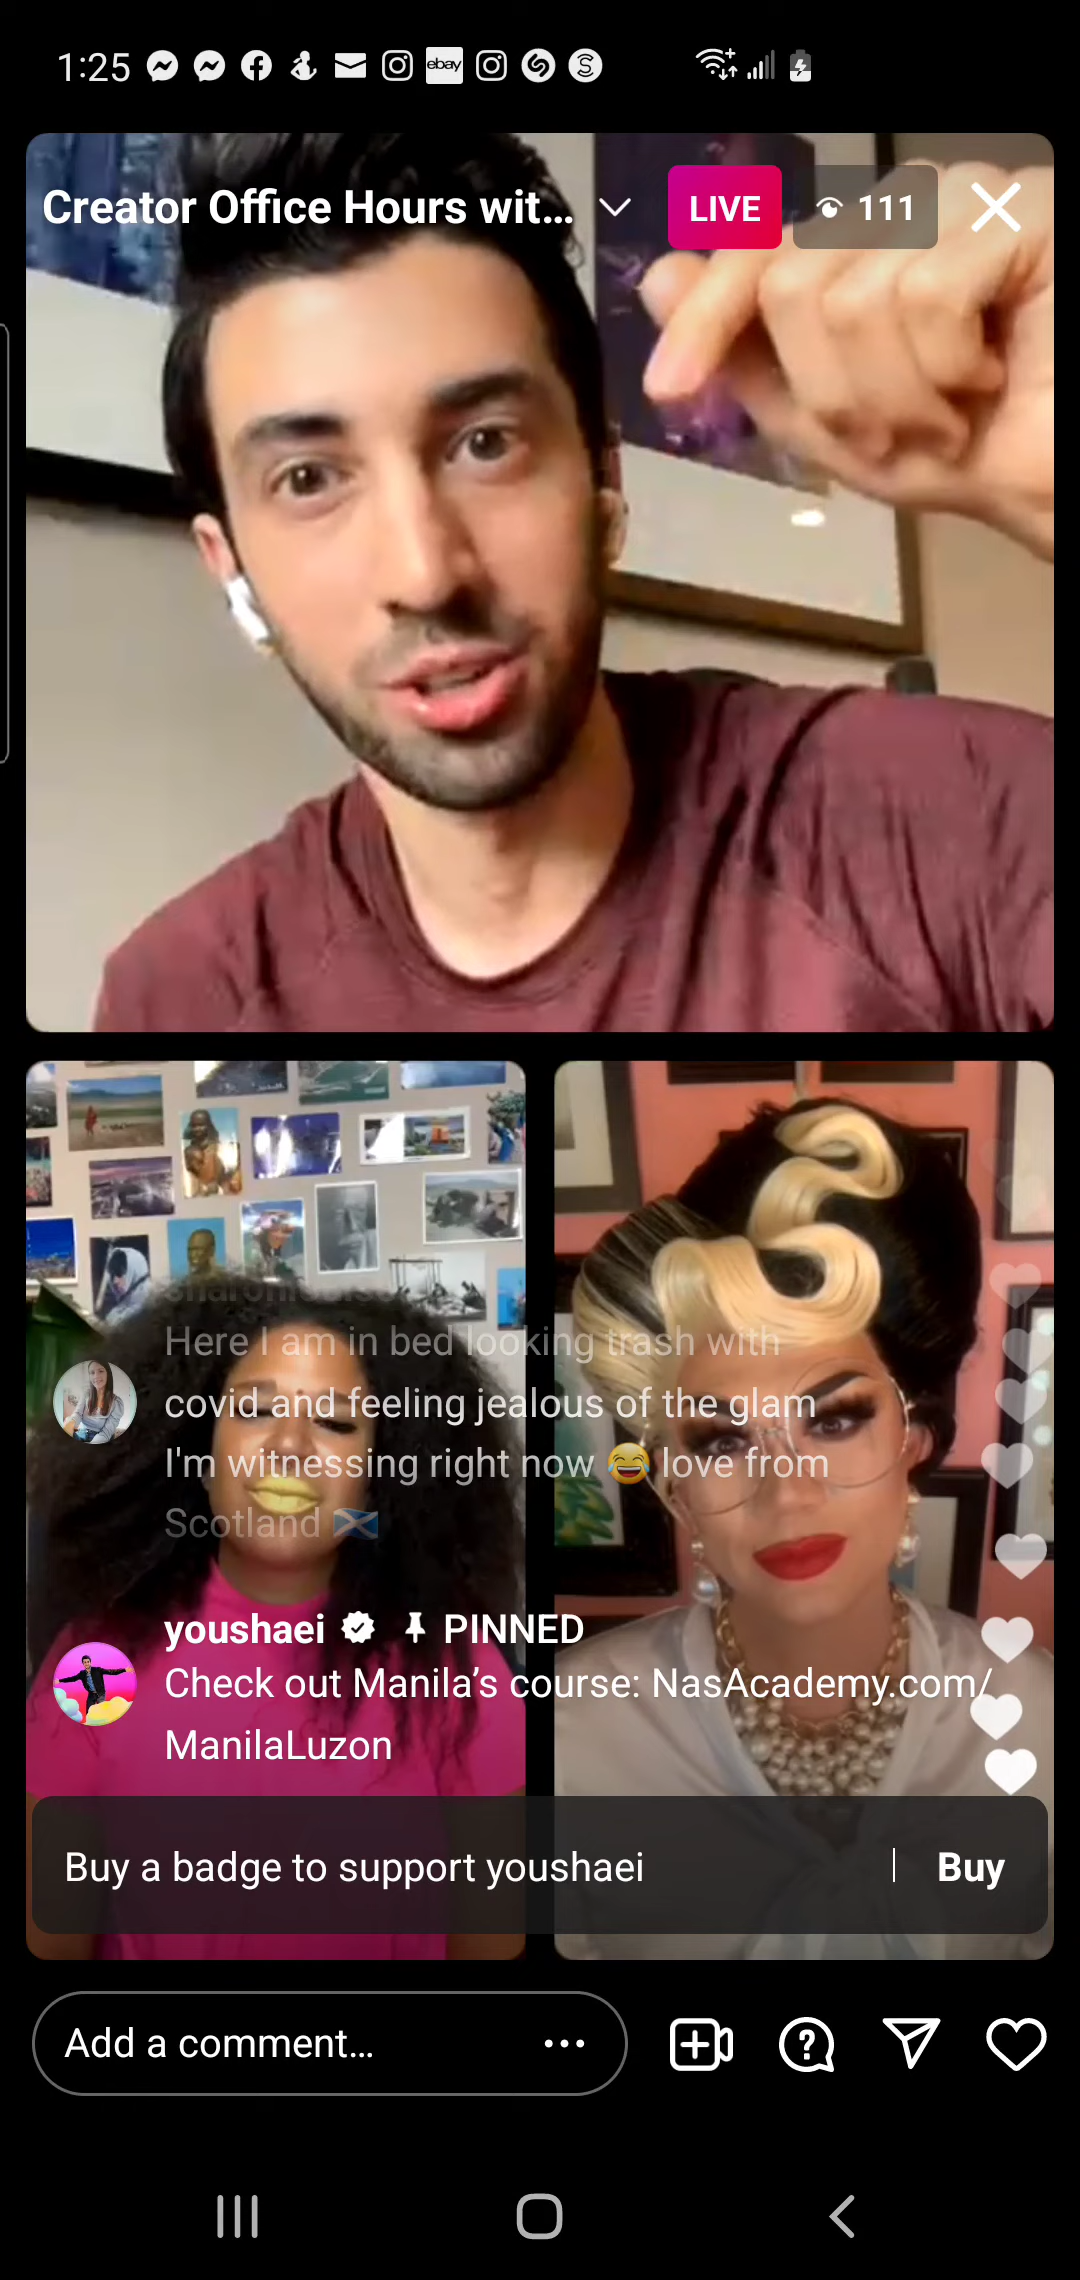 1:25
ebay
Creator Office Hours wit...
LIVE
111
Here I am in bed looking trash with
covid and feeling jealous of the glam
I'm witnessing right now 😂 love from
Scotland 🏴󠁧󠁢󠁳󠁣󠁴󠁿
youshaei PINNED
Check out Manila’s course: NasAcademy.com/
ManilaLuzon
Buy a badge to support youshaei | Buy
Add a comment...